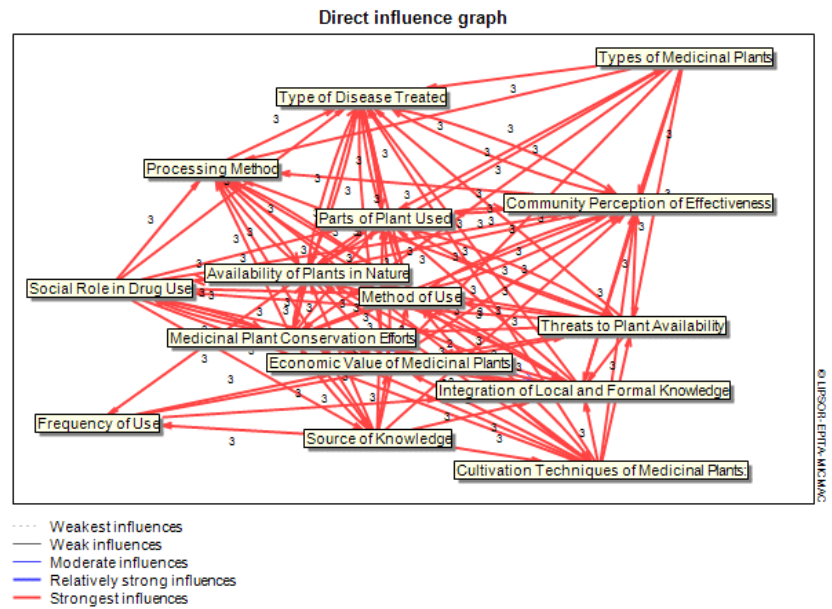 Direct influence graph
Types of Medicinal Plants
Type of Disease Treated
Processing Method
Community Perception of Effectiveness
Parts of Plant Used
Availability of Plants in Nature
Social Role in Drug Use
Method of Use
Threats to Plant Availability
Medicinal Plant Conservation Efforts
Economic Value of Medicinal Plants
Integration of Local and Formal Knowledge
Frequency of Use
Source of Knowledge
Cultivation Techniques of Medicinal Plants:
© LIPSOR-EPITA-MICMAC
Weakest influences
Weak influences
Moderate influences
Relatively strong influences
Strongest influences